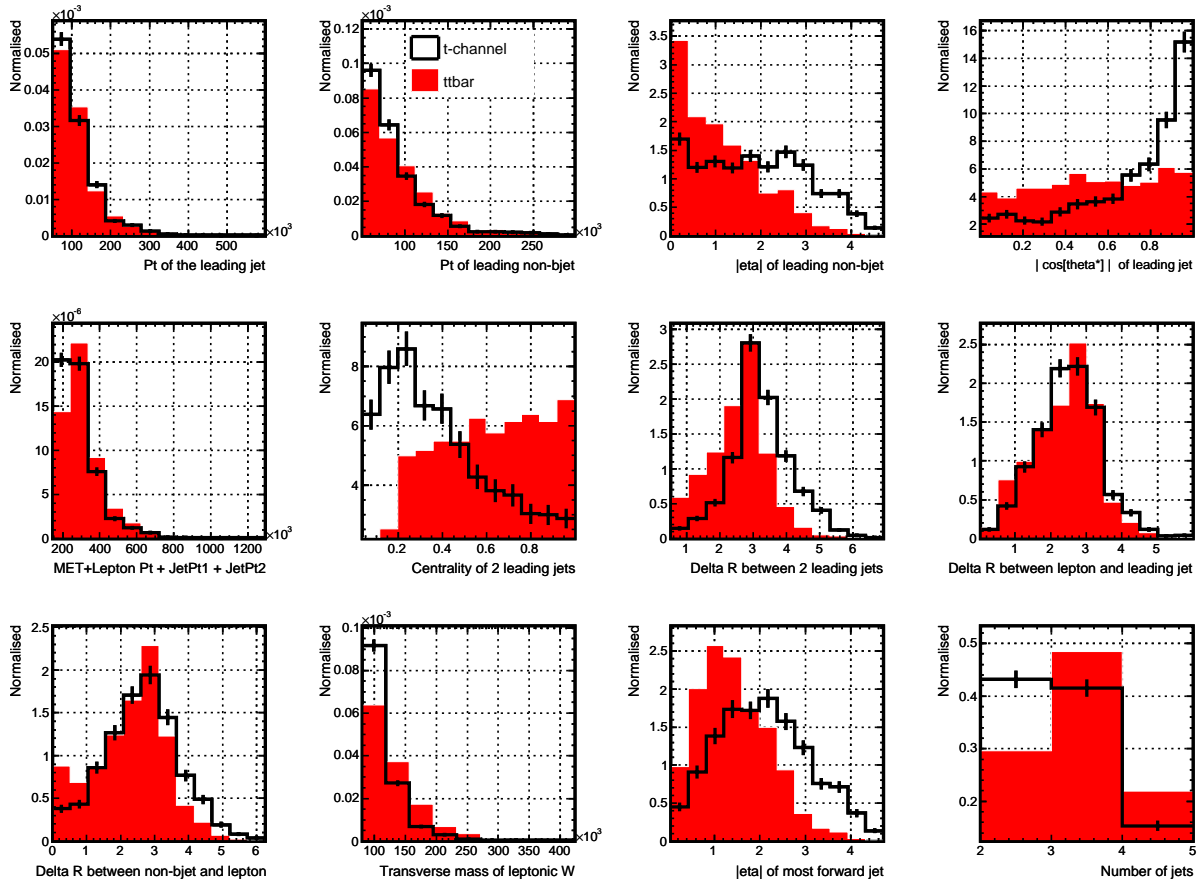 ×10⁻³
Normalised
0.05
0.04
0.03
0.02
0.01
0
100 200 300 400 500
×10³
Pt of the leading jet
×10⁻³
Normalised
0.12
0.1
0.08
0.06
0.04
0.02
0
100 150 200 250
×10³
Pt of leading non-bjet
t-channel
ttbar
Normalised
3.5
3
2.5
2
1.5
1
0.5
0
0 1 2 3 4
|eta| of leading non-bjet
Normalised
16
14
12
10
8
6
4
2
0.2 0.4 0.6 0.8
| cos[theta*] | of leading jet
×10⁻⁶
Normalised
20
15
10
5
0
200 400 600 800 1000 1200
×10³
MET+Lepton Pt + JetPt1 + JetPt2
Normalised
8
6
4
0.2 0.4 0.6 0.8 1
Centrality of 2 leading jets
Normalised
3
2.5
2
1.5
1
0.5
0
1 2 3 4 5 6
Delta R between 2 leading jets
Normalised
2.5
2
1.5
1
0.5
0
1 2 3 4 5
Delta R between lepton and leading jet
Normalised
2.5
2
1.5
1
0.5
0
0 1 2 3 4 5 6
Delta R between non-bjet and lepton
×10⁻³
Normalised
0.1
0.08
0.06
0.04
0.02
0
100 150 200 250 300 350 400
×10³
Transverse mass of leptonic W
Normalised
2.5
2
1.5
1
0.5
0
1 2 3 4
|eta| of most forward jet
Normalised
0.5
0.4
0.3
0.2
2 3 4 5
Number of jets